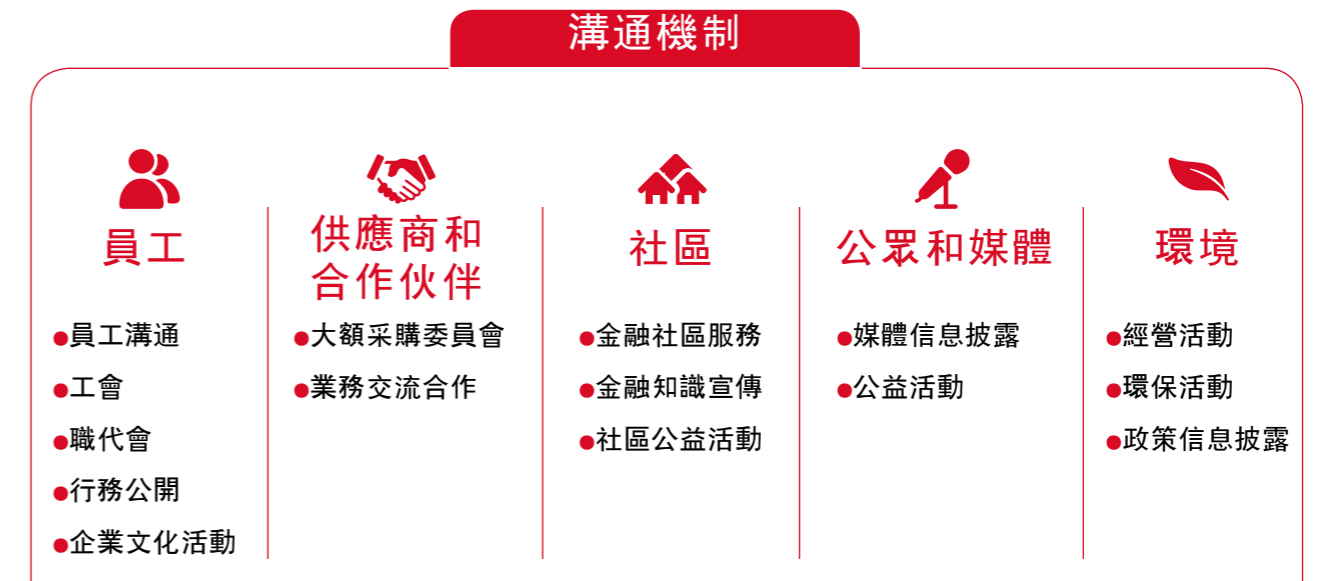 溝通機制
員工
●員工溝通
●工會
●職代會
●行務公開
●企業文化活動
供應商和
合作伙伴
●大額采購委員會
●業務交流合作
社區
●金融社區服務
●金融知識宣傳
●社區公益活動
公眾和媒體
●媒體信息披露
●公益活動
環境
●經營活動
●環保活動
●政策信息披露